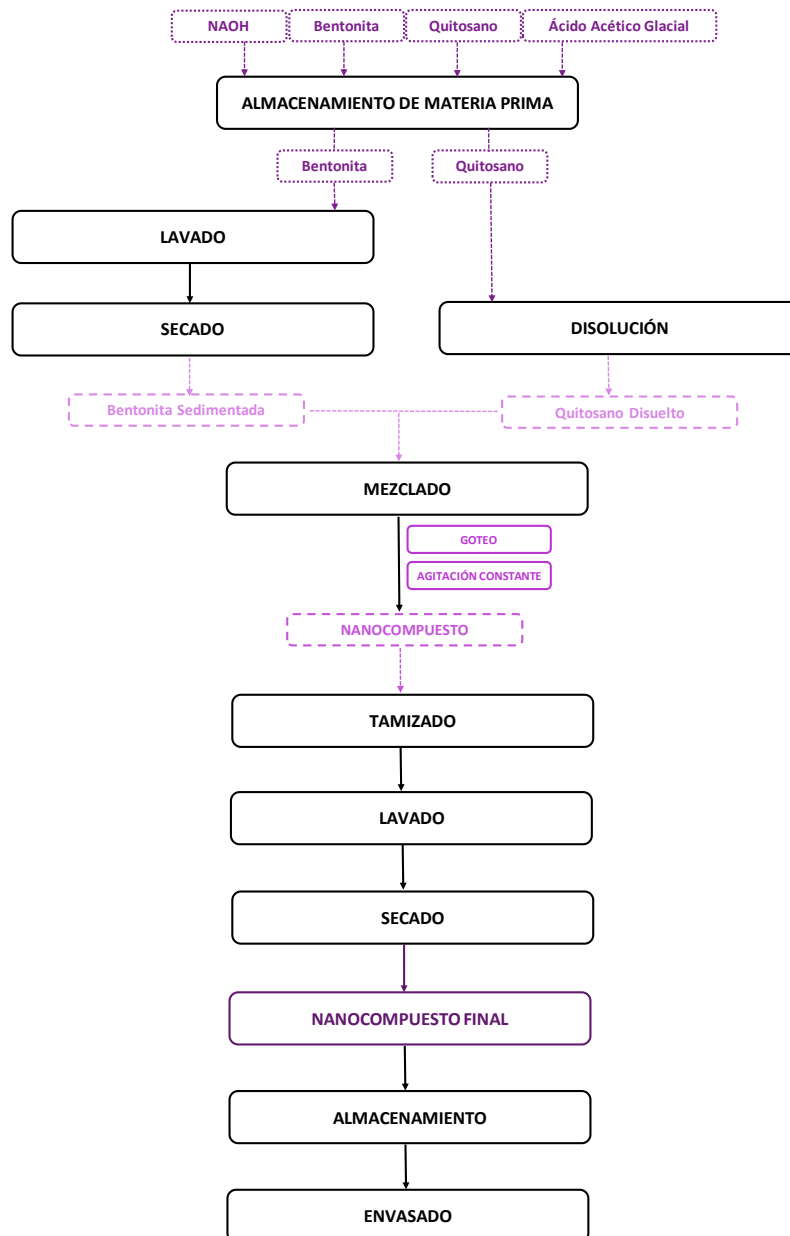 NAOH
Bentonita
Quitosano
Ácido Acético Glacial
ALMACENAMIENTO DE MATERIA PRIMA
Bentonita
Quitosano
LAVADO
SECADO
DISOLUCIÓN
Bentonita Sedimentada
Quitosano Disuelto
MEZCLADO
GOTEO
AGITACIÓN CONSTANTE
NANOCOMPUESTO
TAMIZADO
LAVADO
SECADO
NANOCOMPUESTO FINAL
ALMACENAMIENTO
ENVASADO